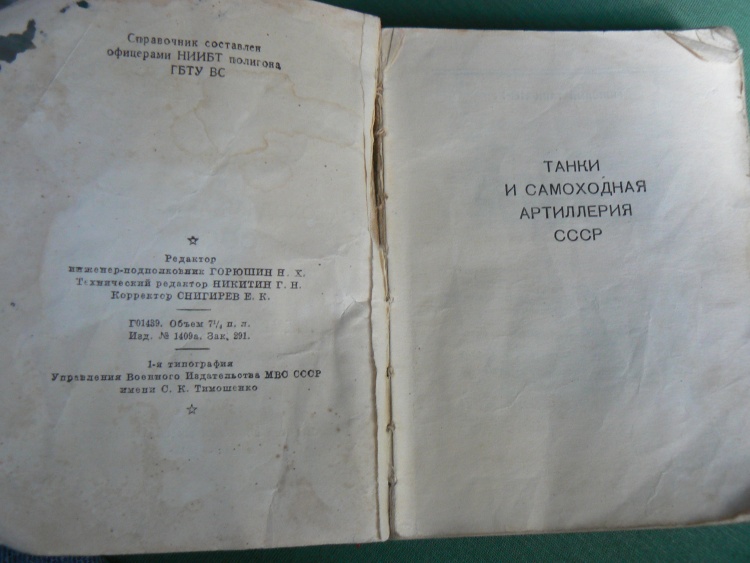 Справочник составлен
офицерами НИИБТ полигона
ГБТУ ВС
Редактор
инженер-подполковник ГОРЮШИН Н. Х.
Технический редактор НИКИТИН Г. Н.
Корректор СНИГИРЕВ Е. К.
Г01489. Объем 7¼ п. л.
Изд. № 1409а. Зак. 291.
1-я типография
Управления Военного Издательства МВС СССР
имени С. К. Тимошенко
ТАНКИ
И САМОХОДНАЯ
АРТИЛЛЕРИЯ
СССР